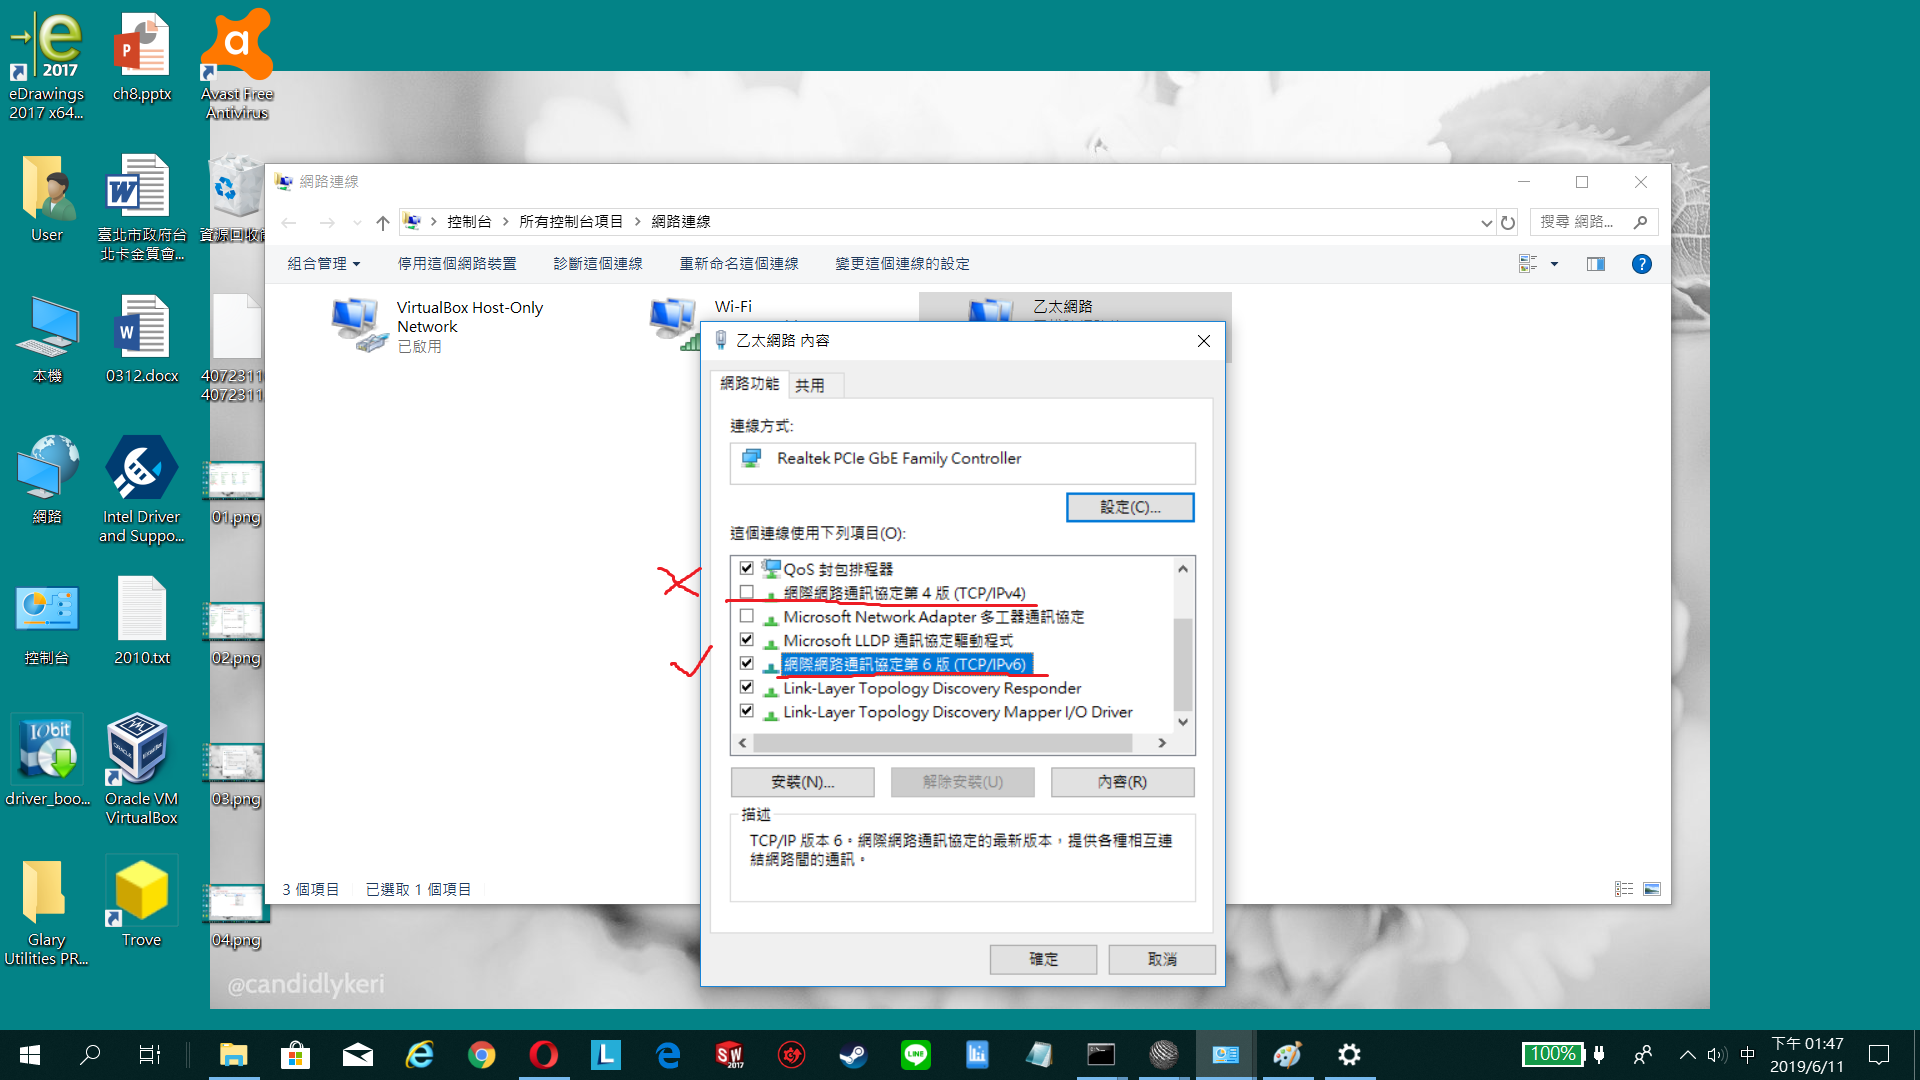 eDrawings
2017 x64...
ch8.pptx
Avast Free
Antivirus
User
臺北市政府台
北卡金質會...
資源回收
本機
0312.docx
4072311
4072311
網路
Intel Driver
and Suppo...
01.png
控制台
2010.txt
02.png
driver_boo...
Oracle VM
VirtualBox
03.png
Glary
Utilities PR...
Trove
04.png
網路連線
控制台
所有控制台項目
網路連線
搜尋 網路...
組合管理
停用這個網路裝置
診斷這個連線
重新命名這個連線
變更這個連線的設定
VirtualBox Host-Only
Network
已啟用
Wi-Fi
乙太網路
乙太網路 內容
網路功能
共用
連線方式:
Realtek PCIe GbE Family Controller
設定(C)...
這個連線使用下列項目(O):
QoS 封包排程器
網際網路通訊協定第 4 版 (TCP/IPv4)
Microsoft Network Adapter 多工器通訊協定
Microsoft LLDP 通訊協定驅動程式
網際網路通訊協定第 6 版 (TCP/IPv6)
Link-Layer Topology Discovery Responder
Link-Layer Topology Discovery Mapper I/O Driver
安裝(N)...
解除安裝(U)
內容(R)
描述
TCP/IP 版本 6。網際網路通訊協定的最新版本，提供各種相互連
結網路間的通訊。
確定
取消
3 個項目
已選取 1 個項目
@candidlykeri
100%
中
下午 01:47
2019/6/11